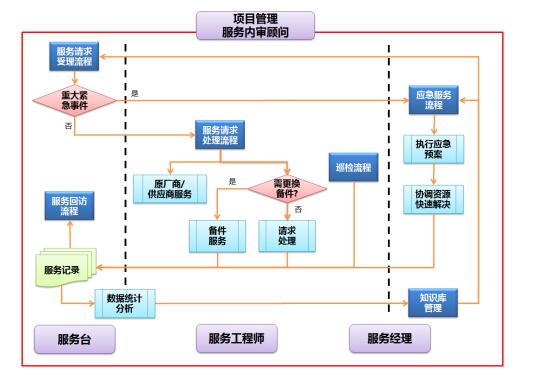 项目管理
服务内审顾问
服务请求
受理流程
重大紧
急事件
是
否
应急服务
流程
服务请求
处理流程
执行应急
预案
巡检流程
原厂商/
供应商服务
是
需更换
备件?
否
协调资源
快速解决
服务回访
流程
备件
服务
请求
处理
服务记录
数据统计
分析
知识库
管理
服务台
服务工程师
服务经理